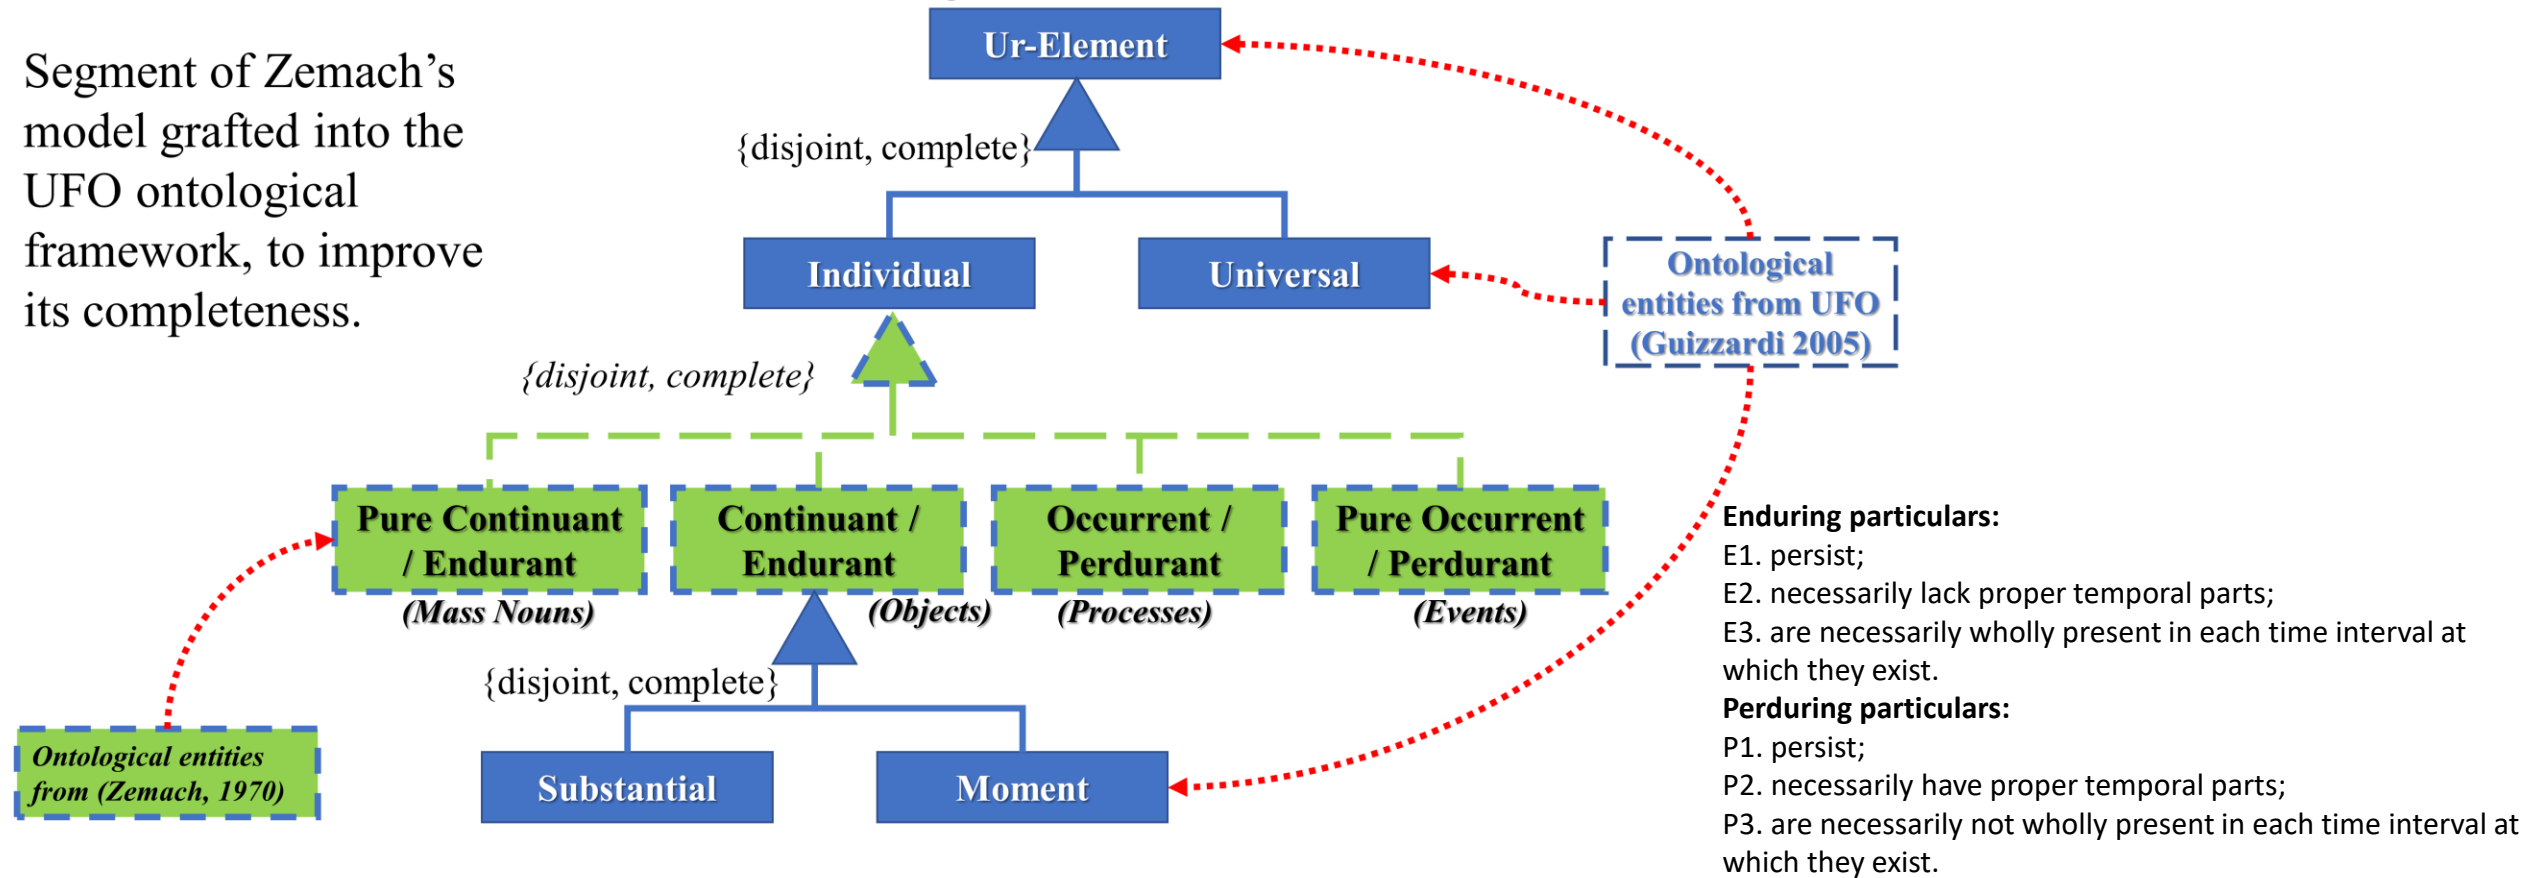 Segment of Zemach’s
model grafted into the
UFO ontological
framework, to improve
its completeness.
Ur-Element
{disjoint, complete}
Individual
Universal
Ontological
entities from UFO
(Guizzardi 2005)
{disjoint, complete}
Pure Continuant
/ Endurant
(Mass Nouns)
Continuant /
Endurant
(Objects)
Occurrent /
Perdurant
(Processes)
Pure Occurrent
/ Perdurant
(Events)
{disjoint, complete}
Substantial
Moment
Ontological entities
from (Zemach, 1970)
Enduring particulars:
E1. persist;
E2. necessarily lack proper temporal parts;
E3. are necessarily wholly present in each time interval at
which they exist.
Perduring particulars:
P1. persist;
P2. necessarily have proper temporal parts;
P3. are necessarily not wholly present in each time interval at
which they exist.